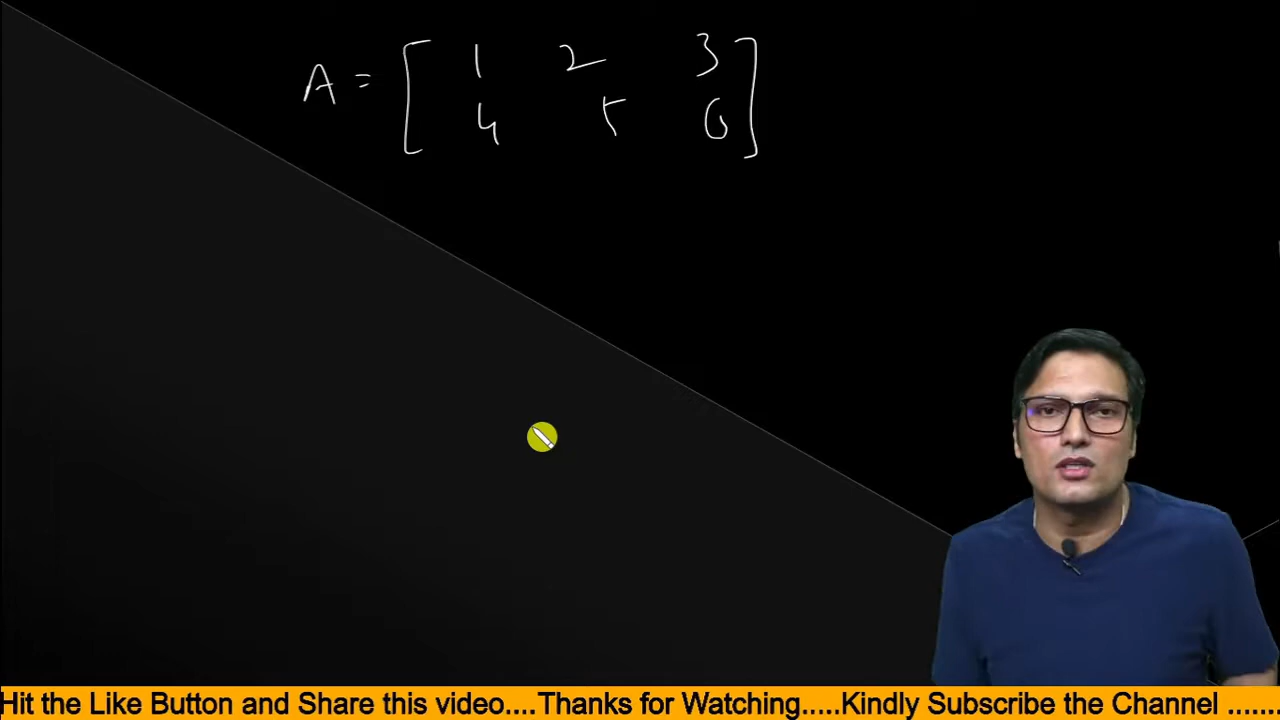 A = [ 1 2 3
4 5 6 ]
Hit the Like Button and Share this video....Thanks for Watching.....Kindly Subscribe the Channel .......